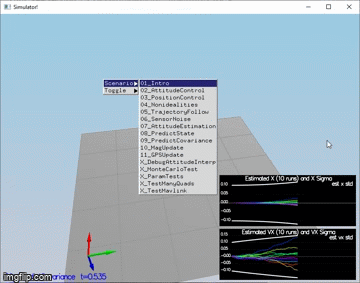 Simulator!
Scenario
Toggle
01_Intro
02_AttitudeControl
03_PositionControl
04_Nonidealities
05_TrajectoryFollow
06_SensorNoise
07_AttitudeEstimation
08_PredictState
09_PredictCovariance
10_MagUpdate
11_GPSUpdate
X_DebugAttitudeInterp
X_MonteCarloTest
X_ParamTests
X_TestManyQuads
X_TestMavlink
Estimated X (10 runs) and X Sigma
est x std
0.10
0.05
0.00
-0.05
-0.10
Estimated VX (10 runs) and VX Sigma
est vx std
0.15
0.10
0.05
0.00
-0.05
-0.10
imgflip.com
variance t=0.535